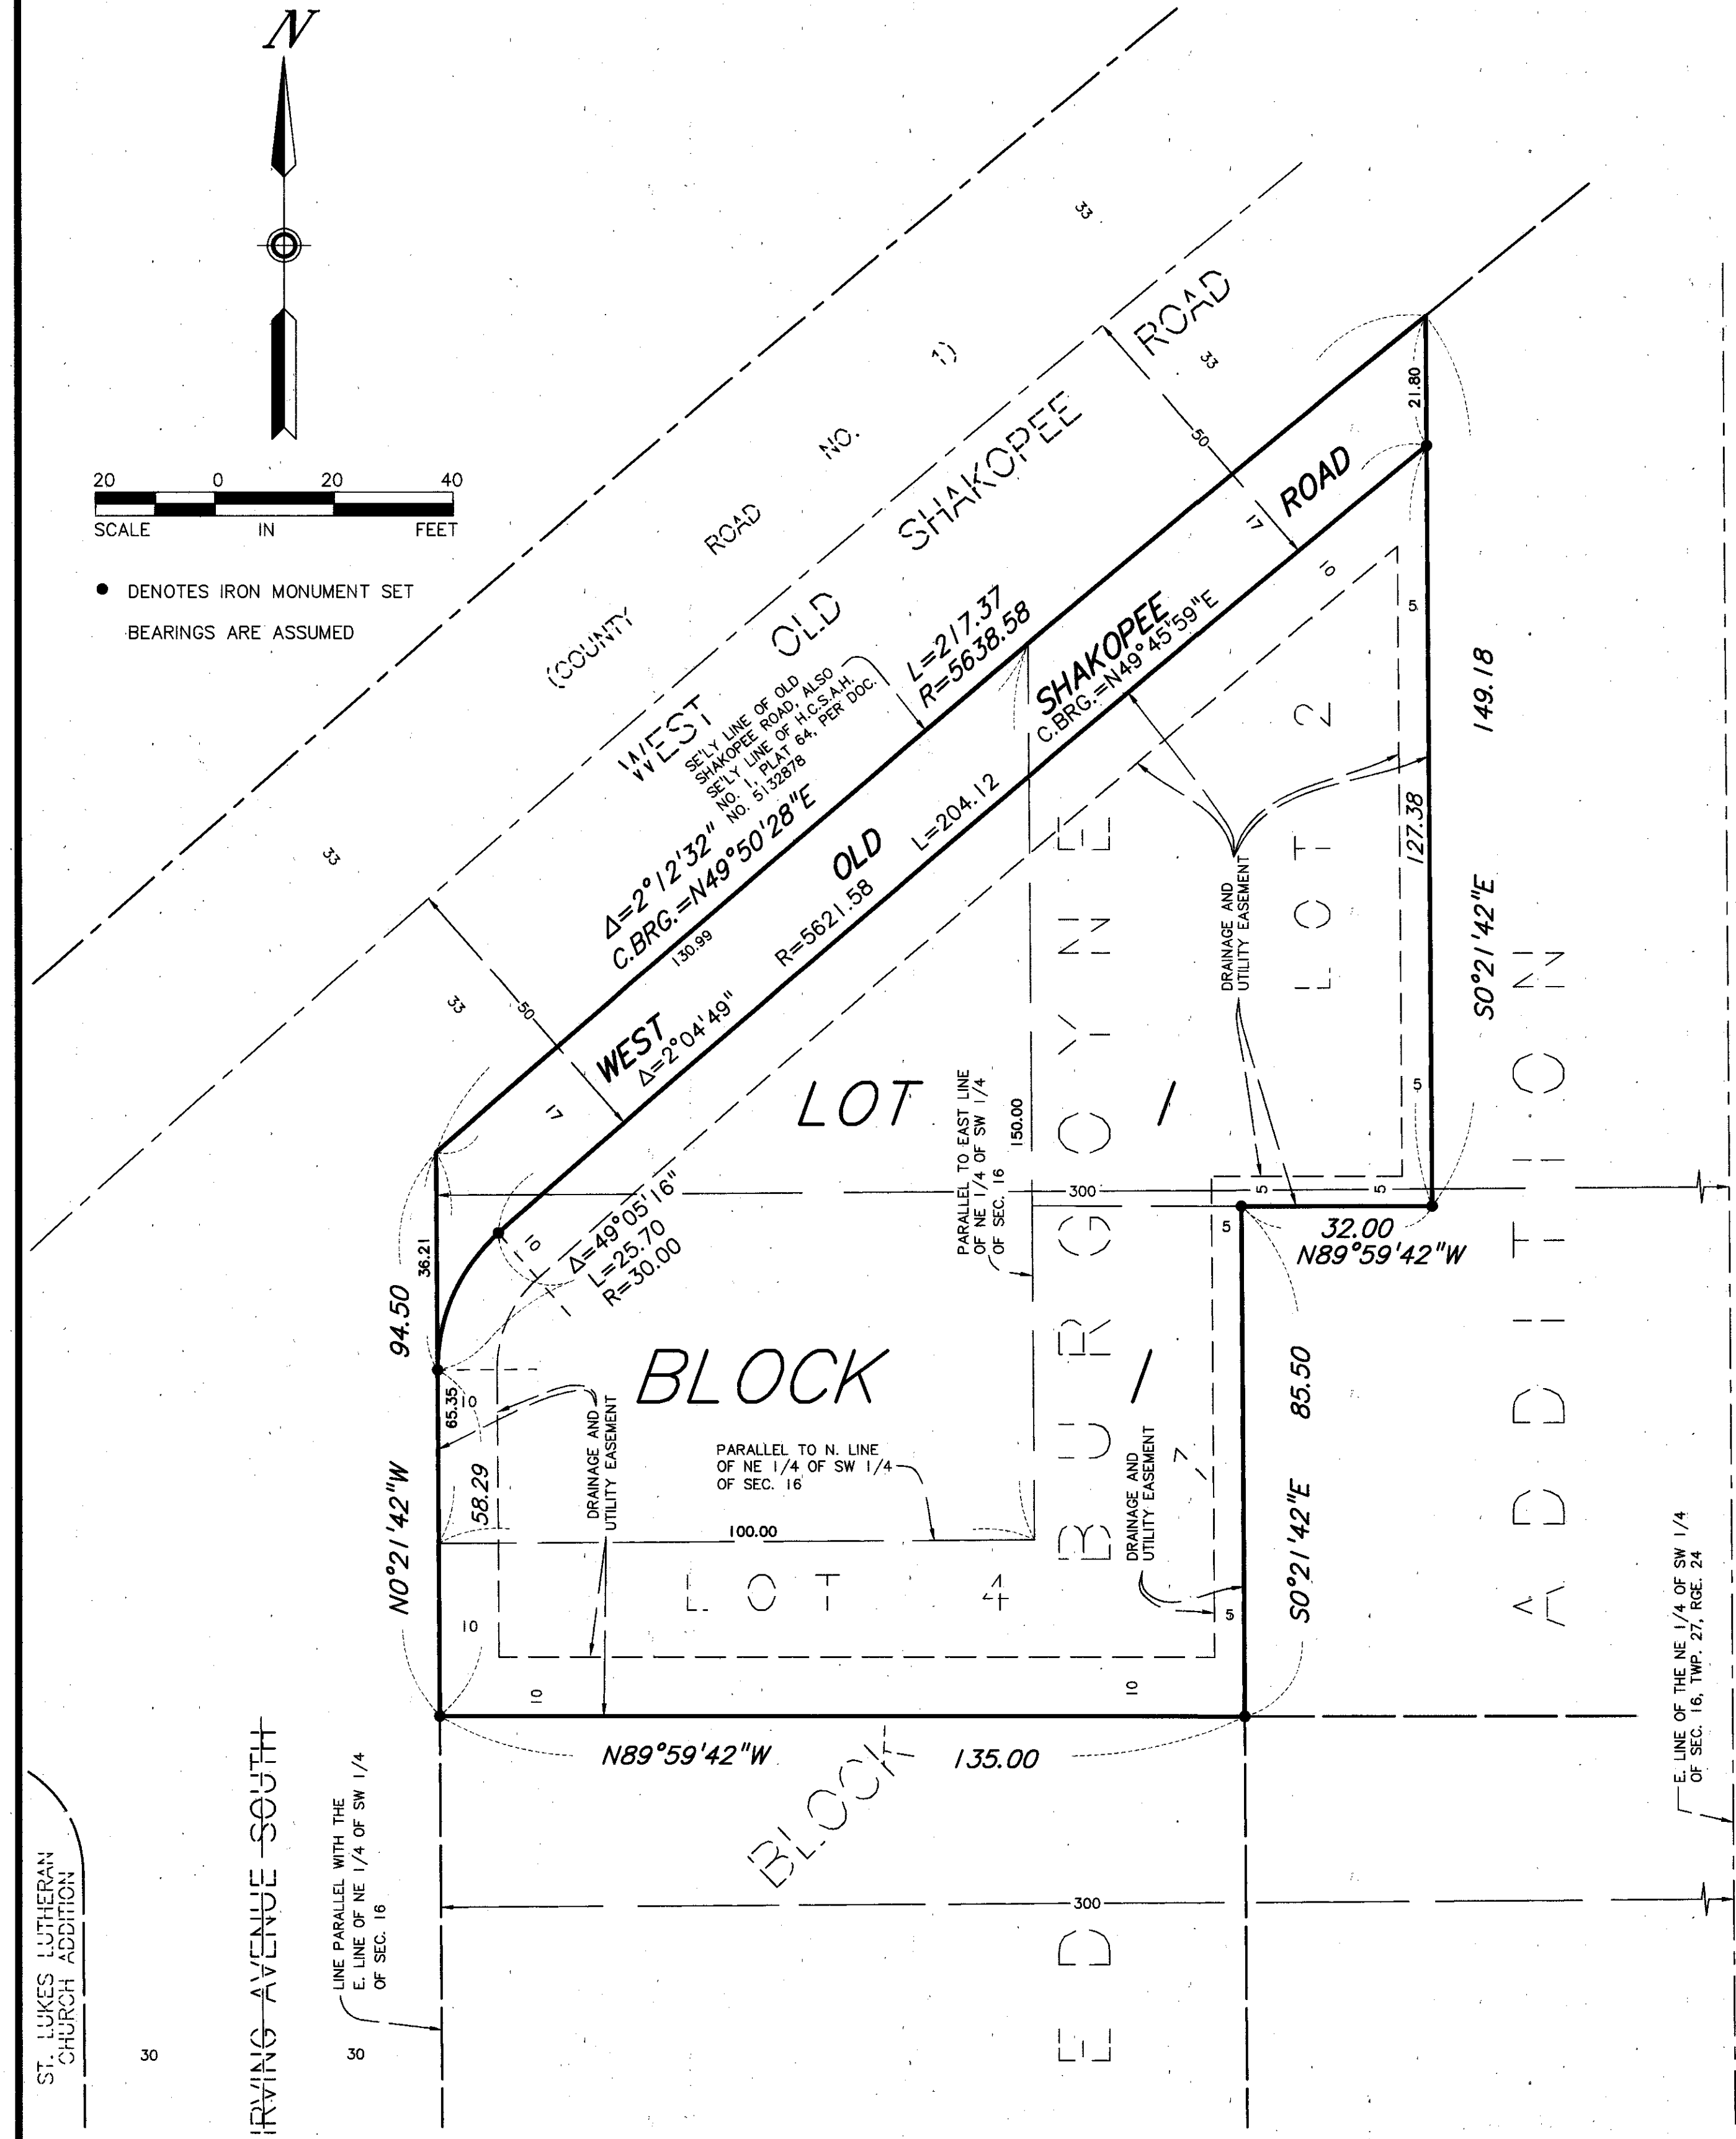 N
20 0 20 40
SCALE IN FEET
● DENOTES IRON MONUMENT SET
BEARINGS ARE ASSUMED
33
ROAD
33
1)
NO.
ROAD
(COUNTY
SHAKOPEE
OLD
WEST
50
21.80
ROAD
17
10
5
L=217.37
R=5638.58
SE'LY LINE OF OLD
SHAKOPEE ROAD, ALSO
SE'LY LINE OF H.C.S.A.H.
NO. 1, PLAT 64, PER DOC.
NO. 5132878
SHAKOPEE
C.BRG.=N49°45'59"E
Δ=2°12'32"
C.BRG.=N49°50'28"E
130.99
OLD
L=204.12
R=5621.58
WEST
Δ=2°04'49"
33
33
50
17
149.18
127.38
S0°21'42"E
LOT 2
DRAINAGE AND
UTILITY EASEMENT
5
LOT 1
PARALLEL TO EAST LINE
OF NE 1/4 OF SW 1/4
OF SEC. 16
150.00
300
5
5
5
32.00
N89°59'42"W
10
Δ=49°05'16"
L=25.70
R=30.00
36.21
94.50
65.35
10
N0°21'42"W
58.29
BLOCK 1
DRAINAGE AND
UTILITY EASEMENT
PARALLEL TO N. LINE
OF NE 1/4 OF SW 1/4
OF SEC. 16
100.00
DRAINAGE AND
UTILITY EASEMENT
85.50
S0°21'42"E
LOT 4
10
10
10
5
BURGOYNE
ADDITION
N89°59'42"W 135.00
BLOCK
300
E D
E. LINE OF THE NE 1/4 OF SW 1/4
OF SEC. 16, TWP. 27, RGE. 24
LINE PARALLEL WITH THE
E. LINE OF NE 1/4 OF SW 1/4
OF SEC. 16
IRVING AVENUE SOUTH
30
30
ST. LUKES LUTHERAN
CHURCH ADDITION